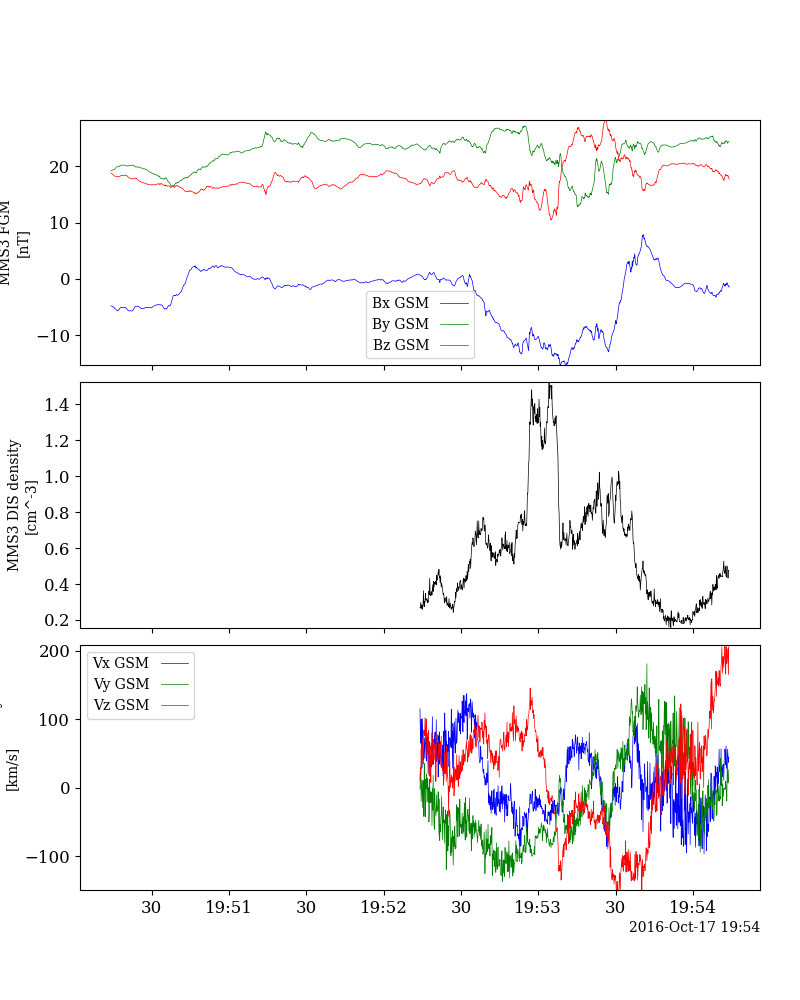 20
10
0
−10
MMS3 FGM
[nT]
Bx GSM
By GSM
Bz GSM
1.4
1.2
1.0
0.8
0.6
0.4
0.2
MMS3 DIS density
[cm^-3]
200
100
0
−100
[km/s]
Vx GSM
Vy GSM
Vz GSM
30
19:51
30
19:52
30
19:53
30
19:54
2016-Oct-17 19:54